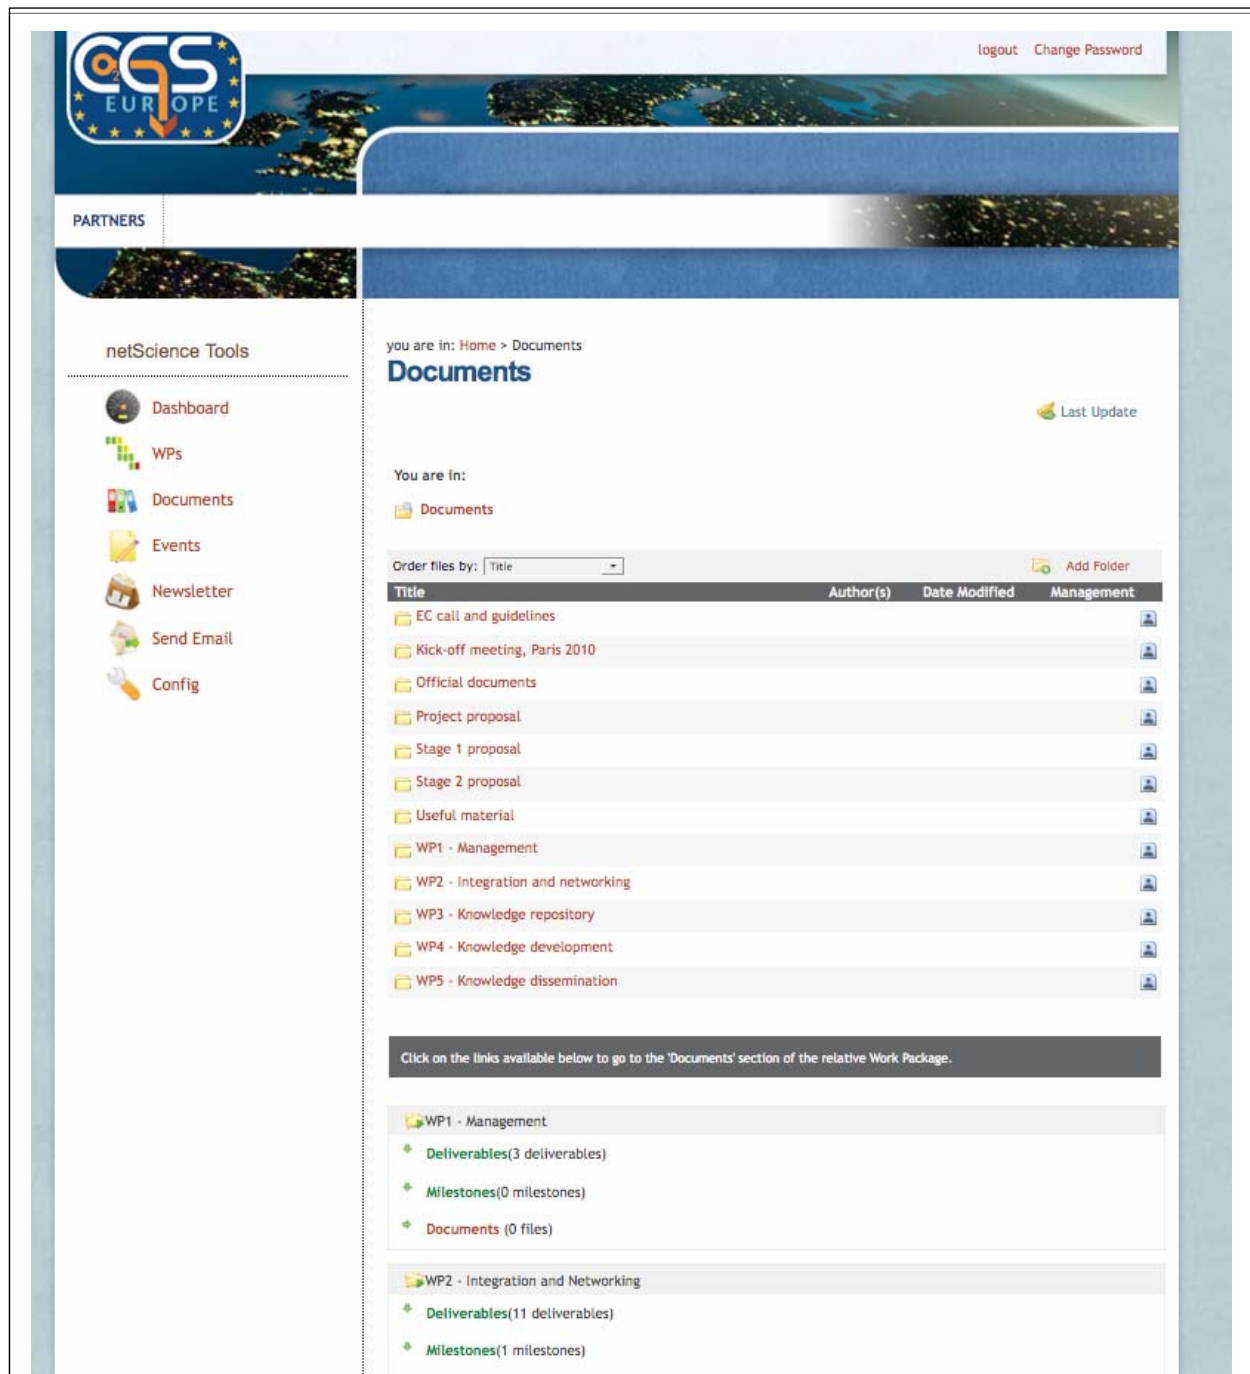 CO2GS
EUROPE
logout Change Password
PARTNERS
netScience Tools
Dashboard
WPs
Documents
Events
Newsletter
Send Email
Config
you are in: Home > Documents
Documents
Last Update
You are in:
Documents
Order files by: Title
Add Folder
Title Author(s) Date Modified Management
EC call and guidelines
Kick-off meeting, Paris 2010
Official documents
Project proposal
Stage 1 proposal
Stage 2 proposal
Useful material
WP1 - Management
WP2 - Integration and networking
WP3 - Knowledge repository
WP4 - Knowledge development
WP5 - Knowledge dissemination
Click on the links available below to go to the 'Documents' section of the relative Work Package.
WP1 - Management
Deliverables(3 deliverables)
Milestones(0 milestones)
Documents (0 files)
WP2 - Integration and Networking
Deliverables(11 deliverables)
Milestones(1 milestones)